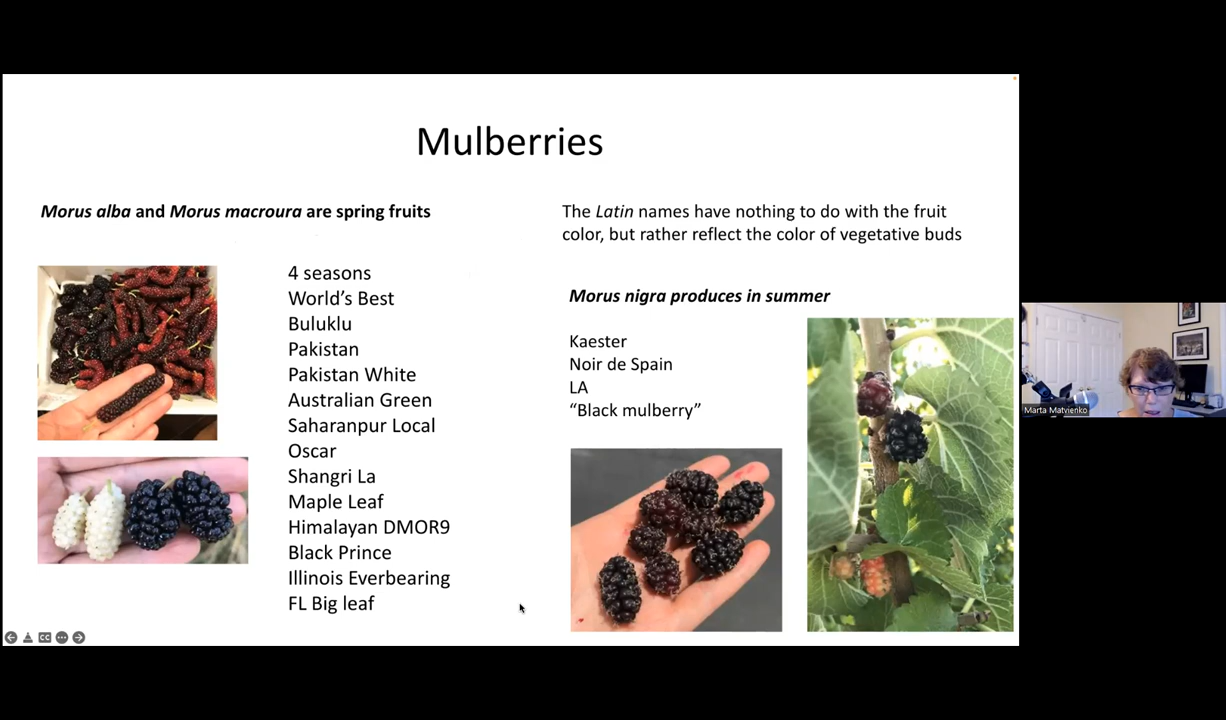 Mulberries
Morus alba and Morus macroura are spring fruits
4 seasons
World’s Best
Buluklu
Pakistan
Pakistan White
Australian Green
Saharanpur Local
Oscar
Shangri La
Maple Leaf
Himalayan DMOR9
Black Prince
Illinois Everbearing
FL Big leaf
The Latin names have nothing to do with the fruit
color, but rather reflect the color of vegetative buds
Morus nigra produces in summer
Kaester
Noir de Spain
LA
“Black mulberry”
Marta Matvienko
CC